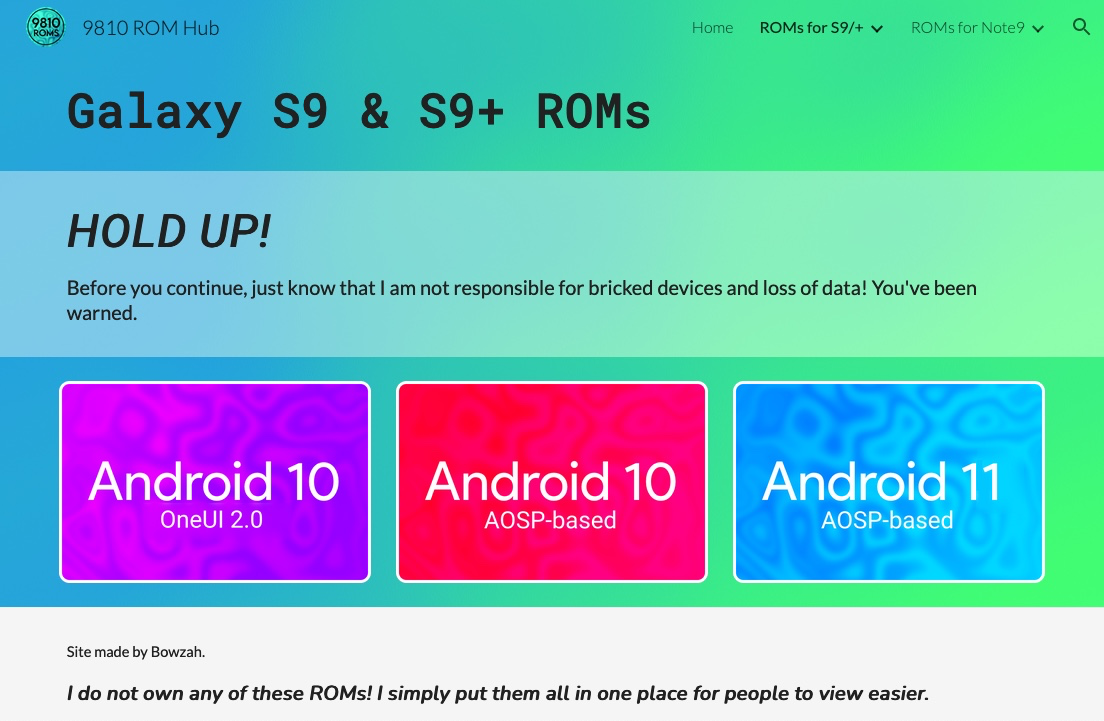 9810
ROMS
9810 ROM Hub
Home
ROMs for S9/+
ROMs for Note9
Galaxy S9 & S9+ ROMs
HOLD UP!
Before you continue, just know that I am not responsible for bricked devices and loss of data! You've been
warned.
Android 10
OneUI 2.0
Android 10
AOSP-based
Android 11
AOSP-based
Site made by Bowzah.
I do not own any of these ROMs! I simply put them all in one place for people to view easier.